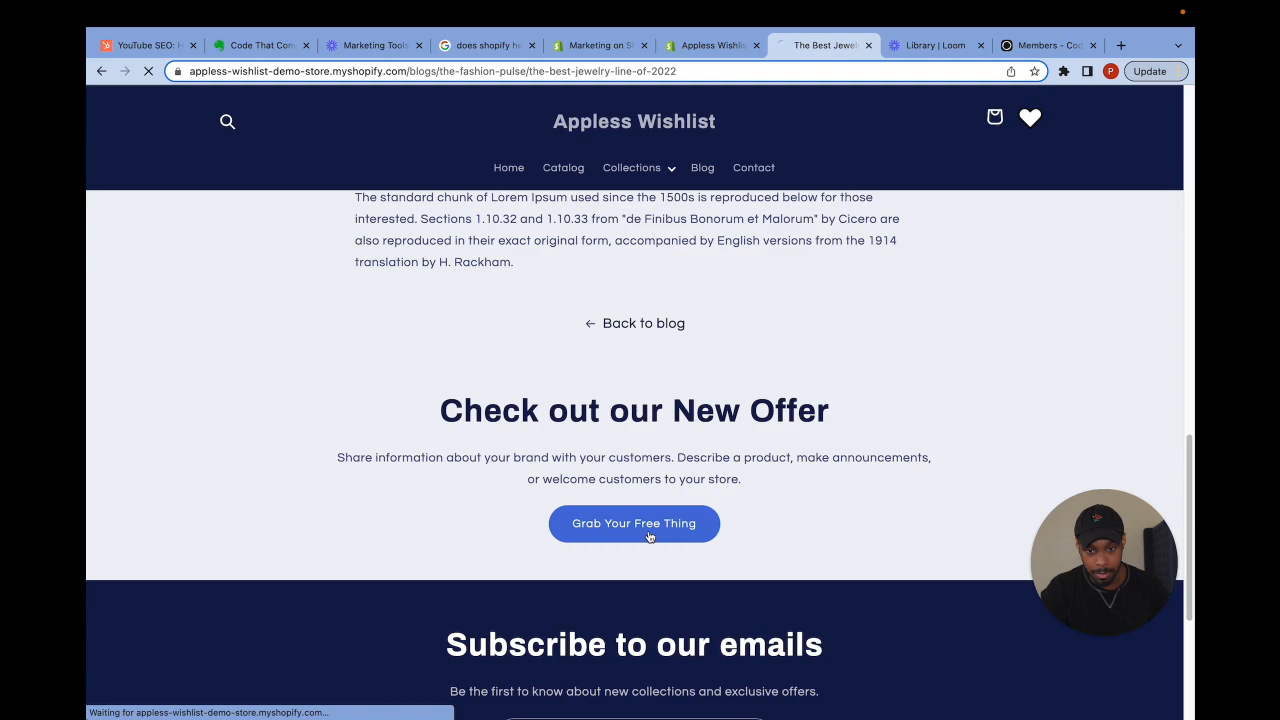 YouTube SEO: H
Code That Con
Marketing Tools
does shopify he
Marketing on S
Appless Wishlis
The Best Jewel
Library | Loom
Members - Cod
appless-wishlist-demo-store.myshopify.com/blogs/the-fashion-pulse/the-best-jewelry-line-of-2022
P
Update
Appless Wishlist
Home Catalog Collections Blog Contact
The standard chunk of Lorem Ipsum used since the 1500s is reproduced below for those
interested. Sections 1.10.32 and 1.10.33 from "de Finibus Bonorum et Malorum" by Cicero are
also reproduced in their exact original form, accompanied by English versions from the 1914
translation by H. Rackham.
← Back to blog
Check out our New Offer
Share information about your brand with your customers. Describe a product, make announcements,
or welcome customers to your store.
Grab Your Free Thing
Subscribe to our emails
Be the first to know about new collections and exclusive offers.
Waiting for appless-wishlist-demo-store.myshopify.com...